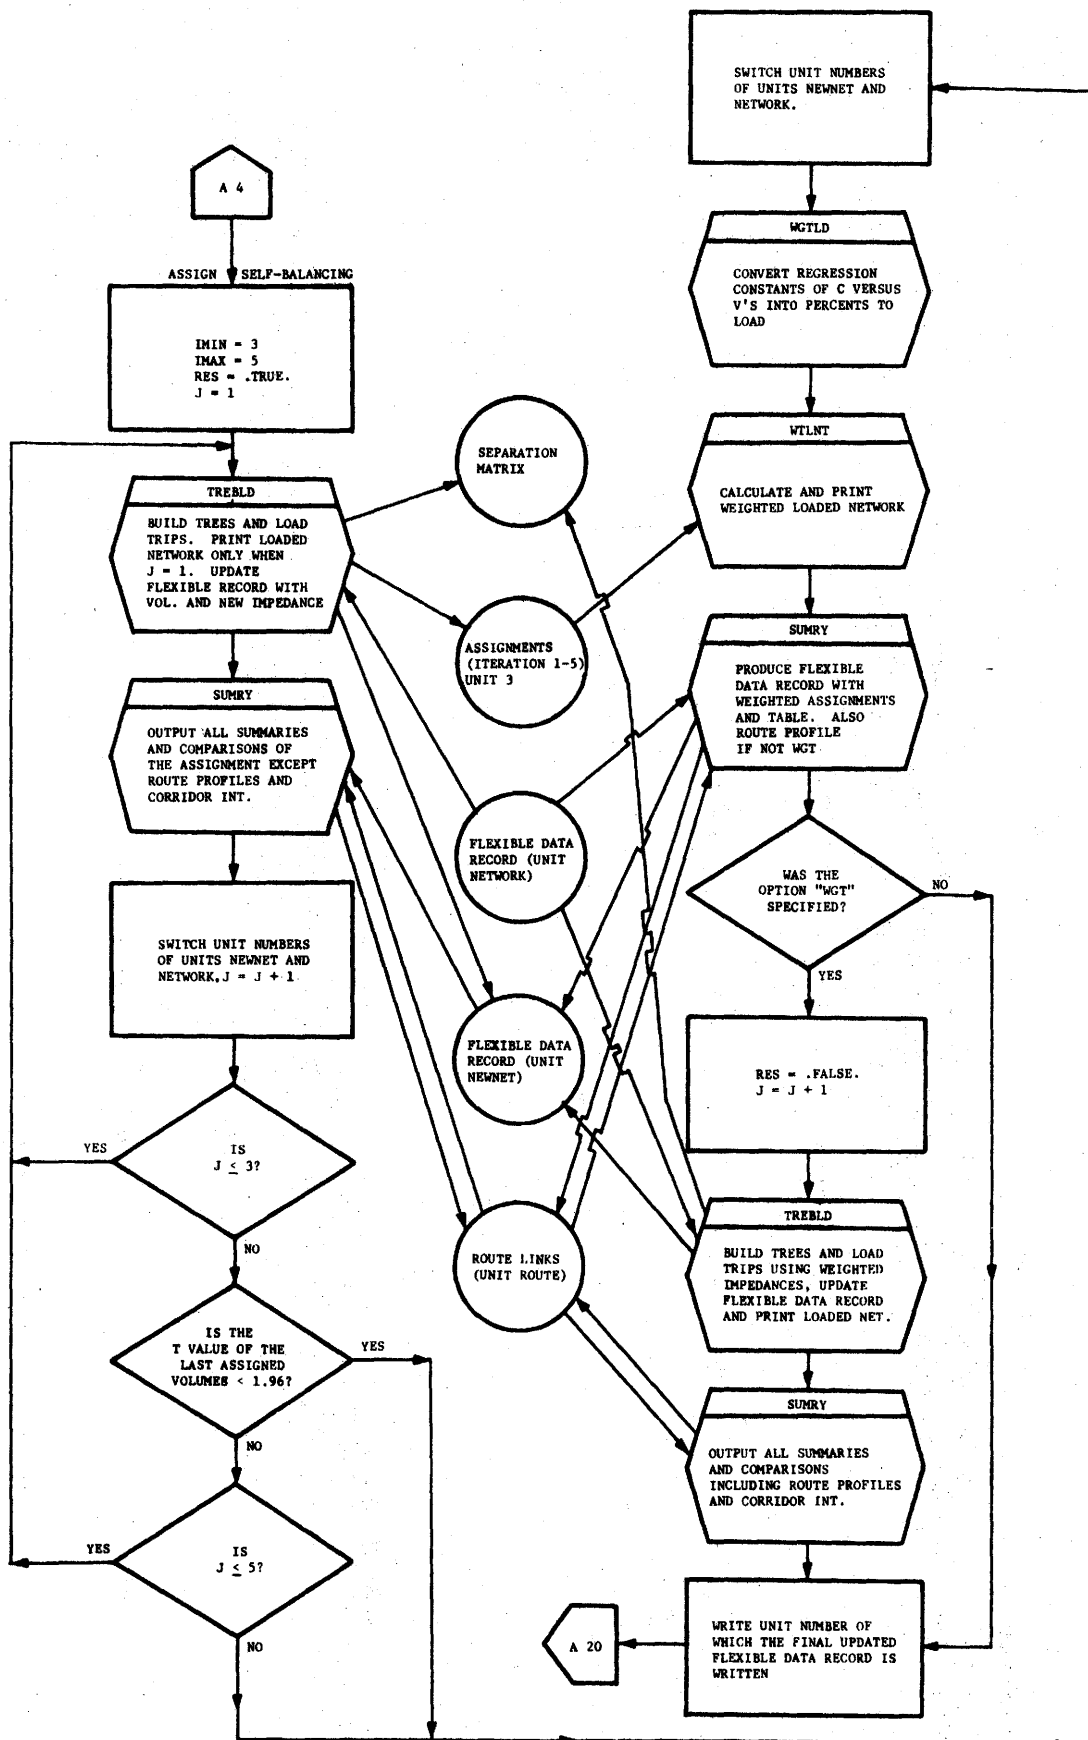 A 4
ASSIGN SELF-BALANCING
IMIN = 3
IMAX = 5
RES = .TRUE.
J = 1
TREBLD
BUILD TREES AND LOAD
TRIPS. PRINT LOADED
NETWORK ONLY WHEN
J = 1. UPDATE
FLEXIBLE RECORD WITH
VOL. AND NEW IMPEDANCE
SUMRY
OUTPUT ALL SUMMARIES
AND COMPARISONS OF
THE ASSIGNMENT EXCEPT
ROUTE PROFILES AND
CORRIDOR INT.
SWITCH UNIT NUMBERS
OF UNITS NEWNET AND
NETWORK. J = J + 1
IS
J ≤ 3?
YES
NO
IS THE
T VALUE OF THE
LAST ASSIGNED
VOLUMES < 1.96?
YES
NO
IS
J ≤ 5?
YES
NO
SEPARATION
MATRIX
ASSIGNMENTS
(ITERATION 1-5)
UNIT 3
FLEXIBLE DATA
RECORD (UNIT
NETWORK)
FLEXIBLE DATA
RECORD (UNIT
NEWNET)
ROUTE LINKS
(UNIT ROUTE)
SWITCH UNIT NUMBERS
OF UNITS NEWNET AND
NETWORK.
WGTLD
CONVERT REGRESSION
CONSTANTS OF C VERSUS
V'S INTO PERCENTS TO
LOAD
WTLNT
CALCULATE AND PRINT
WEIGHTED LOADED NETWORK
SUMRY
PRODUCE FLEXIBLE
DATA RECORD WITH
WEIGHTED ASSIGNMENTS
AND TABLE. ALSO
ROUTE PROFILE
IF NOT WGT
WAS THE
OPTION "WGT"
SPECIFIED?
NO
YES
RES = .FALSE.
J = J + 1
TREBLD
BUILD TREES AND LOAD
TRIPS USING WEIGHTED
IMPEDANCES, UPDATE
FLEXIBLE DATA RECORD
AND PRINT LOADED NET.
SUMRY
OUTPUT ALL SUMMARIES
AND COMPARISONS
INCLUDING ROUTE PROFILES
AND CORRIDOR INT.
WRITE UNIT NUMBER OF
WHICH THE FINAL UPDATED
FLEXIBLE DATA RECORD IS
WRITTEN
A 20